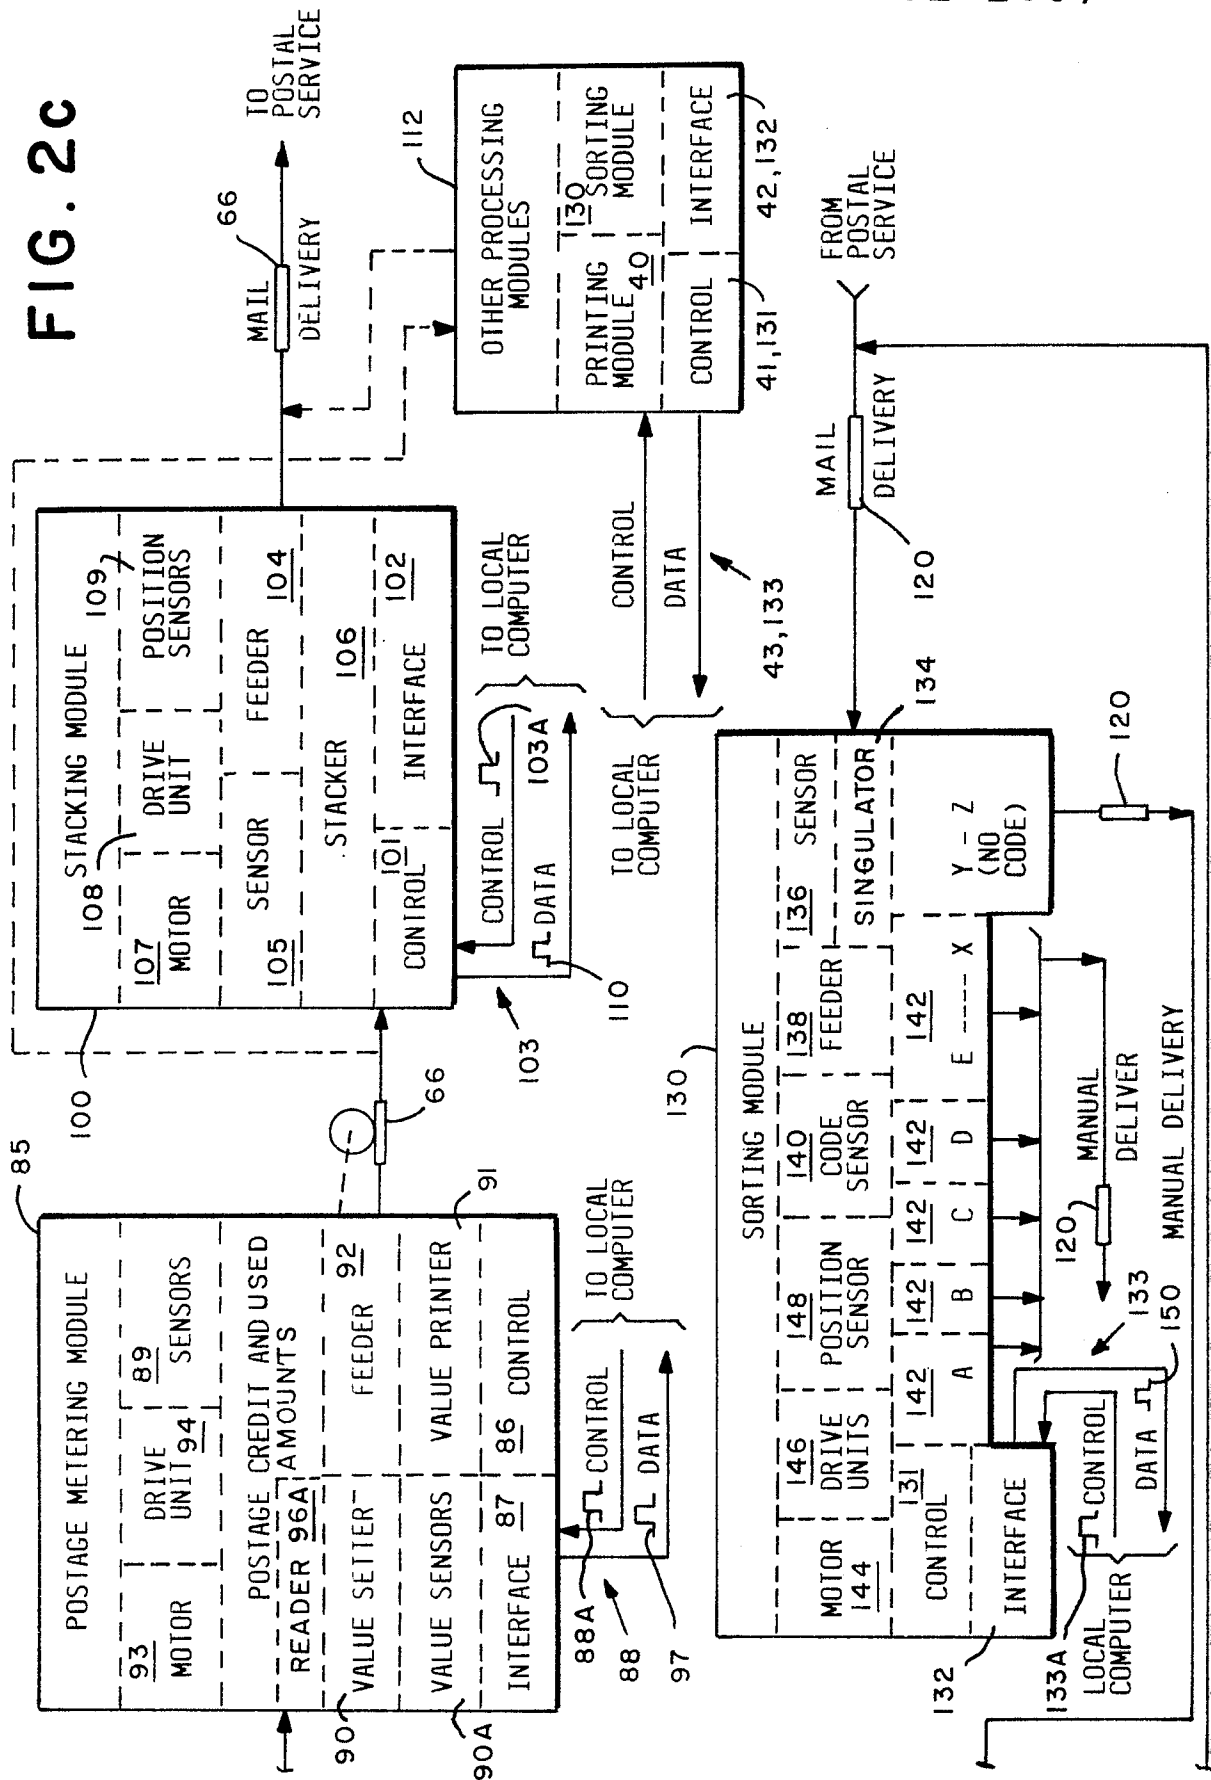 FIG. 2c
85
POSTAGE METERING MODULE
93
MOTOR
DRIVE
UNIT 94
89
SENSORS
POSTAGE CREDIT AND USED
AMOUNTS
READER 96A
90
VALUE SETTER
FEEDER
92
90A
VALUE SENSORS
VALUE PRINTER
91
INTERFACE
87
86
CONTROL
88A
CONTROL
88
DATA
97
TO LOCAL
COMPUTER
66
100
STACKING MODULE
107
MOTOR
108
DRIVE
UNIT
109
POSITION
SENSORS
105
SENSOR
FEEDER
104
STACKER
106
CONTROL
101
INTERFACE
102
103
CONTROL
103A
DATA
110
TO LOCAL
COMPUTER
MAIL
DELIVERY
66
TO
POSTAL
SERVICE
112
OTHER PROCESSING
MODULES
PRINTING
MODULE
40
130
SORTING
MODULE
CONTROL
INTERFACE
41,131
42,132
CONTROL
DATA
43,133
TO LOCAL
COMPUTER
FROM
POSTAL
SERVICE
MAIL
DELIVERY
120
130
SORTING MODULE
MOTOR
144
146
DRIVE
UNITS
148
POSITION
SENSOR
140
CODE
SENSOR
138
FEEDER
136
SENSOR
SINGULATOR
134
131
CONTROL
132
INTERFACE
142
A
142
B
142
C
142
D
142
E ---- X
Y - Z
(NO
CODE)
120
MANUAL
DELIVER
120
MANUAL DELIVERY
133
150
133A
CONTROL
DATA
LOCAL
COMPUTER